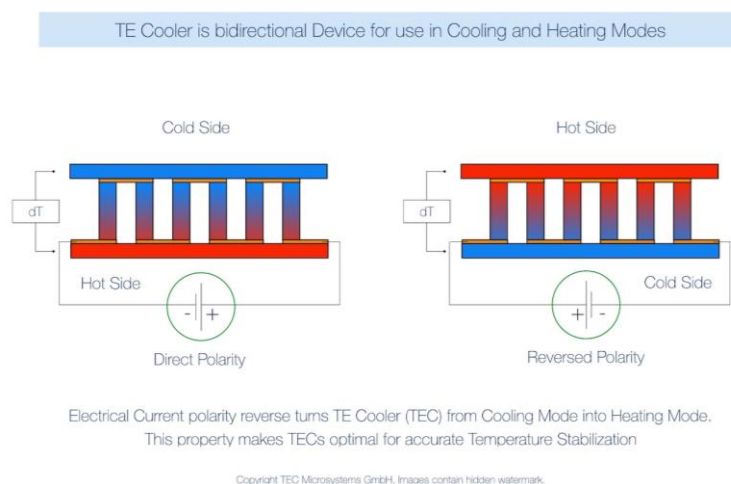 TE Cooler is bidirectional Device for use in Cooling and Heating Modes
Cold Side
dT
Hot Side
- +
Direct Polarity
Hot Side
dT
Cold Side
+ -
Reversed Polarity
Electrical Current polarity reverse turns TE Cooler (TEC) from Cooling Mode into Heating Mode.
This property makes TECs optimal for accurate Temperature Stabilization
Copyright TEC Microsystems GmbH. Images contain hidden watermark.